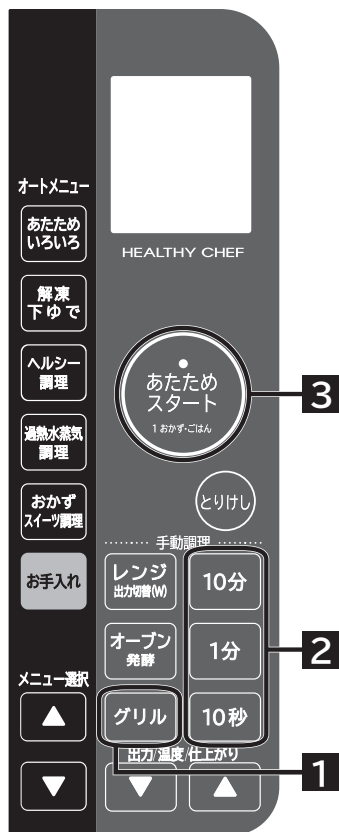 オートメニュー
あたため
いろいろ
解凍
下ゆで
ヘルシー
調理
過熱水蒸気
調理
おかず
スイーツ調理
お手入れ
メニュー選択
▲
▼
HEALTHY CHEF
あたため
スタート
1 おかず・ごはん
3
とりけし
手動調理
レンジ
出力切替(W)
10分
オーブン
発酵
1分
2
グリル
10秒
1
出力/温度/仕上がり
▼
▲